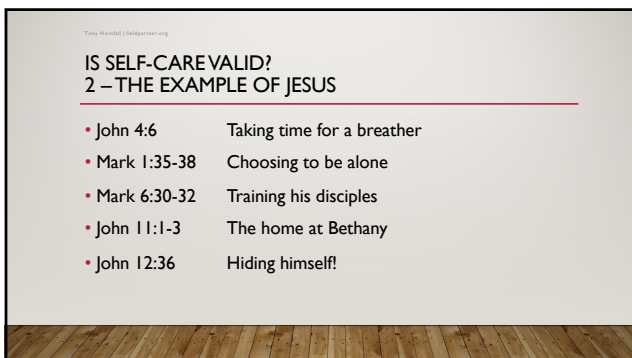 Tony Horsfall | fieldpartner.org
IS SELF-CARE VALID?
2 – THE EXAMPLE OF JESUS
• John 4:6 Taking time for a breather
• Mark 1:35-38 Choosing to be alone
• Mark 6:30-32 Training his disciples
• John 11:1-3 The home at Bethany
• John 12:36 Hiding himself!